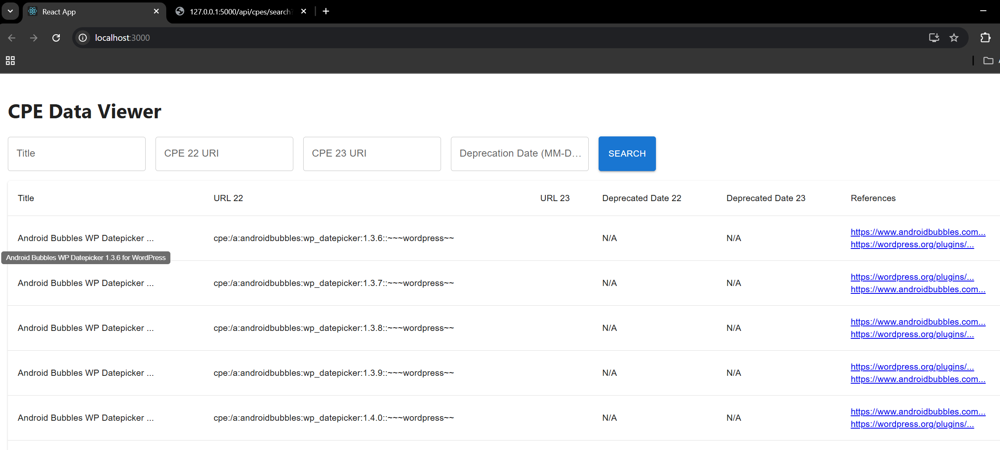 React App
127.0.0.1:5000/api/cpes/search?
localhost:3000
CPE Data Viewer
Title
CPE 22 URI
CPE 23 URI
Deprecation Date (MM-D...
SEARCH
Title URL 22 URL 23 Deprecated Date 22 Deprecated Date 23 References
Android Bubbles WP Datepicker ... cpe:/a:androidbubbles:wp_datepicker:1.3.6::~~~wordpress~~ N/A N/A https://www.androidbubbles.com...
https://wordpress.org/plugins/...
Android Bubbles WP Datepicker 1.3.6 for WordPress
Android Bubbles WP Datepicker ... cpe:/a:androidbubbles:wp_datepicker:1.3.7::~~~wordpress~~ N/A N/A https://wordpress.org/plugins/...
https://www.androidbubbles.com...
Android Bubbles WP Datepicker ... cpe:/a:androidbubbles:wp_datepicker:1.3.8::~~~wordpress~~ N/A N/A https://www.androidbubbles.com...
https://wordpress.org/plugins/...
Android Bubbles WP Datepicker ... cpe:/a:androidbubbles:wp_datepicker:1.3.9::~~~wordpress~~ N/A N/A https://wordpress.org/plugins/...
https://www.androidbubbles.com...
Android Bubbles WP Datepicker ... cpe:/a:androidbubbles:wp_datepicker:1.4.0::~~~wordpress~~ N/A N/A https://www.androidbubbles.com...
https://wordpress.org/plugins/...